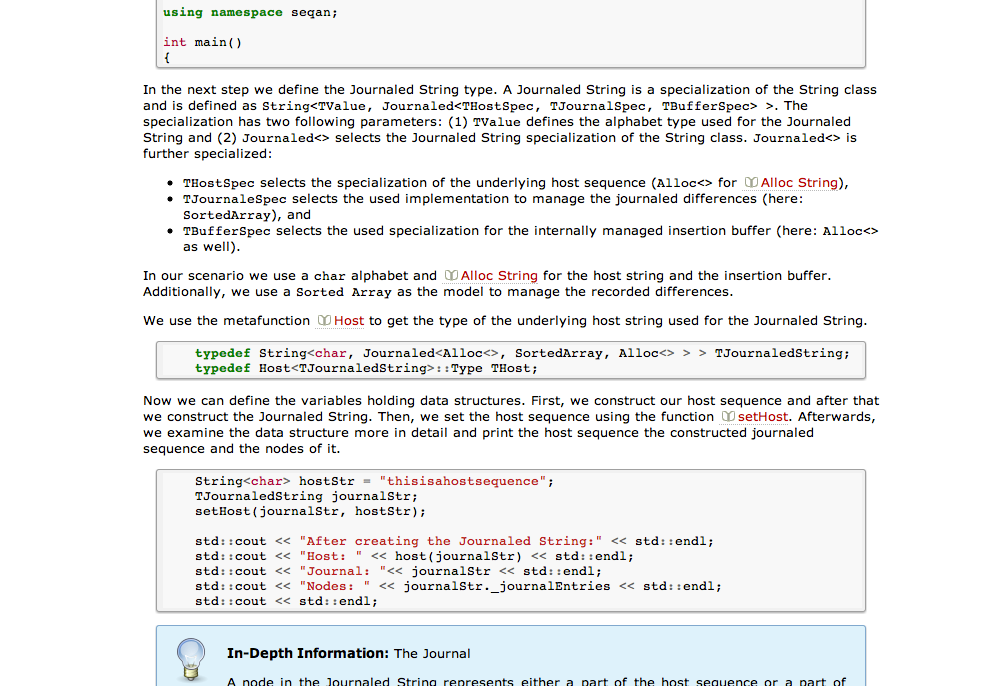 using namespace seqan;
int main()
{
In the next step we define the Journaled String type. A Journaled String is a specialization of the String class
and is defined as String<TValue, Journaled<THostSpec, TJournalSpec, TBufferSpec> >. The
specialization has two following parameters: (1) TValue defines the alphabet type used for the Journaled
String and (2) Journaled<> selects the Journaled String specialization of the String class. Journaled<> is
further specialized:
• THostSpec selects the specialization of the underlying host sequence (Alloc<> for Alloc String),
• TJournaleSpec selects the used implementation to manage the journaled differences (here:
SortedArray), and
• TBufferSpec selects the used specialization for the internally managed insertion buffer (here: Alloc<>
as well).
In our scenario we use a char alphabet and Alloc String for the host string and the insertion buffer.
Additionally, we use a Sorted Array as the model to manage the recorded differences.
We use the metafunction Host to get the type of the underlying host string used for the Journaled String.
typedef String<char, Journaled<Alloc<>, SortedArray, Alloc<> > > TJournaledString;
typedef Host<TJournaledString>::Type THost;
Now we can define the variables holding data structures. First, we construct our host sequence and after that
we construct the Journaled String. Then, we set the host sequence using the function setHost. Afterwards,
we examine the data structure more in detail and print the host sequence the constructed journaled
sequence and the nodes of it.
String<char> hostStr = "thisisahostsequence";
TJournaledString journalStr;
setHost(journalStr, hostStr);
std::cout << "After creating the Journaled String:" << std::endl;
std::cout << "Host: " << host(journalStr) << std::endl;
std::cout << "Journal: "<< journalStr << std::endl;
std::cout << "Nodes: " << journalStr._journalEntries << std::endl;
std::cout << std::endl;
In-Depth Information: The Journal
A node in the Journaled String represents either a part of the host sequence or a part of